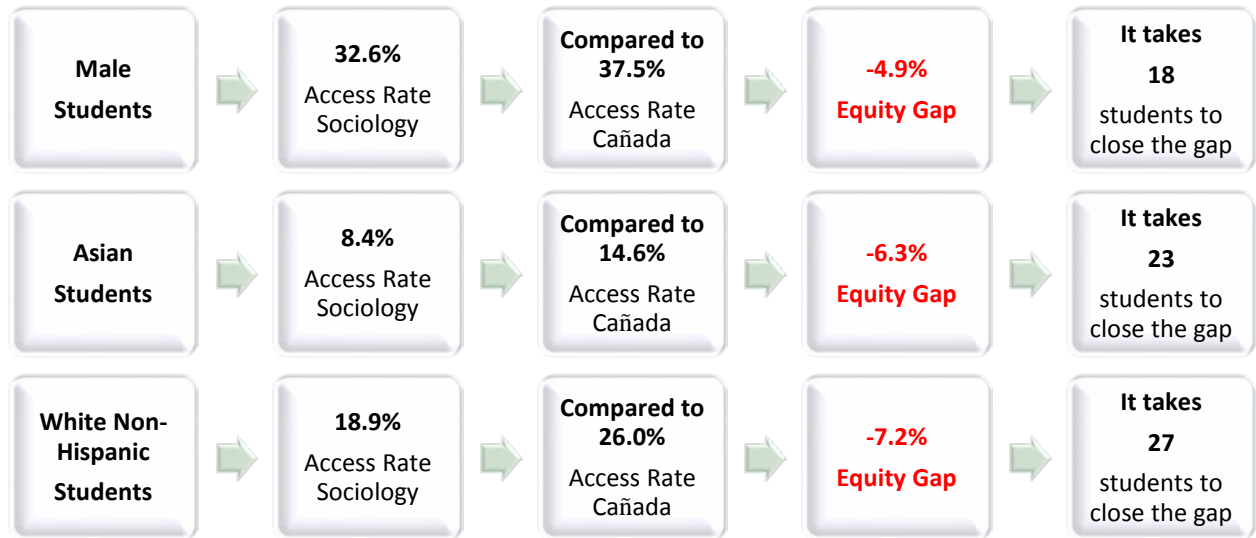 Male
Students
32.6%
Access Rate
Sociology
Compared to
37.5%
Access Rate
Cañada
-4.9%
Equity Gap
It takes
18
students to
close the gap
Asian
Students
8.4%
Access Rate
Sociology
Compared to
14.6%
Access Rate
Cañada
-6.3%
Equity Gap
It takes
23
students to
close the gap
White Non-
Hispanic
Students
18.9%
Access Rate
Sociology
Compared to
26.0%
Access Rate
Cañada
-7.2%
Equity Gap
It takes
27
students to
close the gap